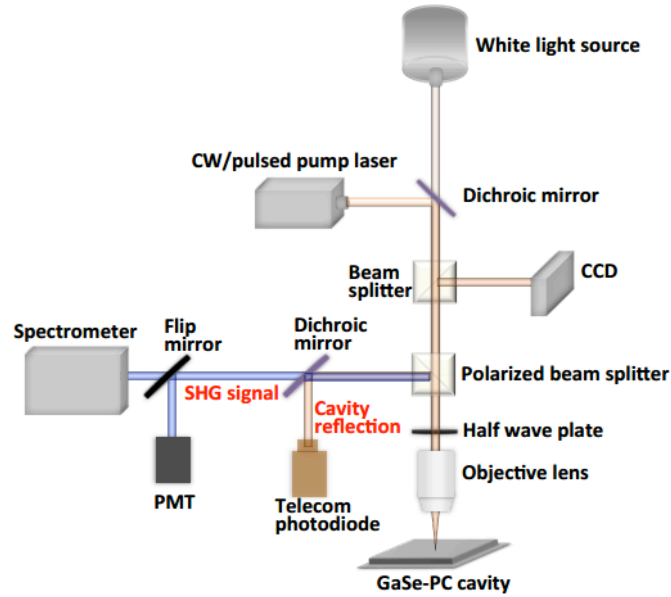 White light source
CW/pulsed pump laser
Dichroic mirror
Beam
splitter
CCD
Spectrometer
Flip
mirror
Dichroic
mirror
Polarized beam splitter
SHG signal
Cavity
reflection
Half wave plate
Objective lens
PMT
Telecom
photodiode
GaSe-PC cavity